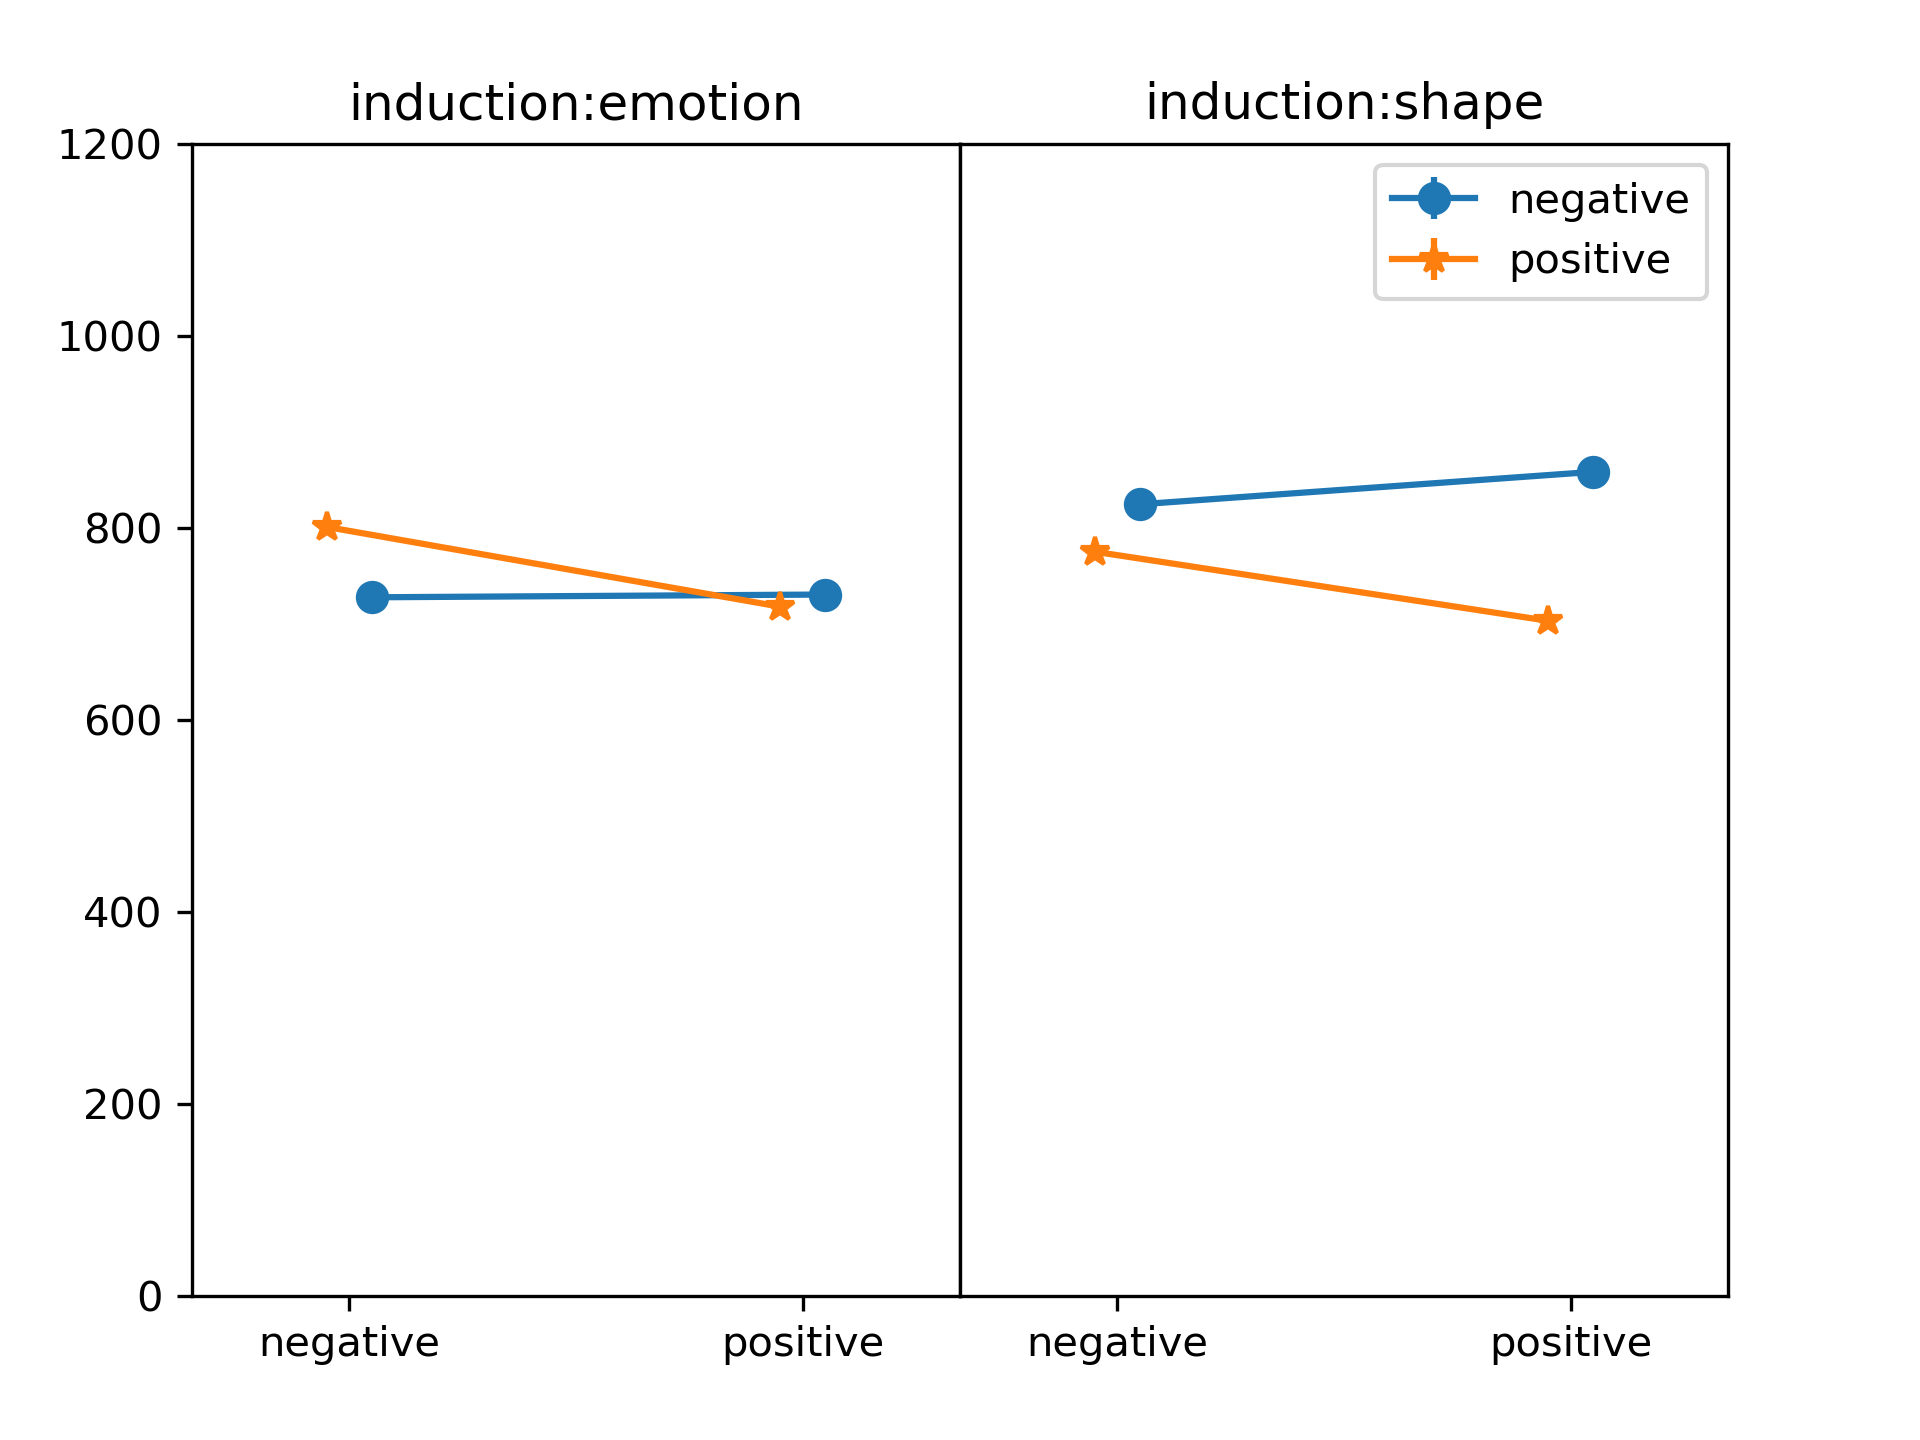 induction:emotion
induction:shape
1200
1000
800
600
400
200
0
negative
positive
negative
positive
negative
positive